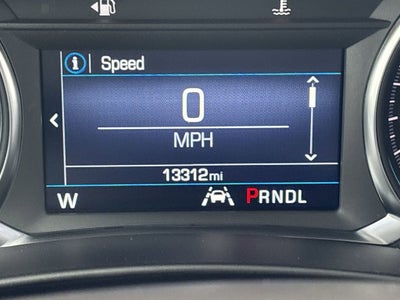 i Speed
0
MPH
13312mi
W PRNDL